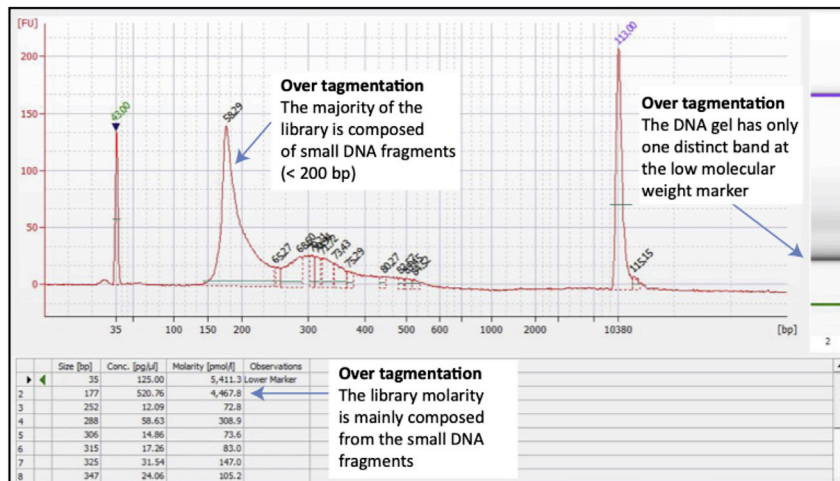 [FU]
200
150
100
50
0
43.00
58.29
65.27
68.60
73.43
75.29
80.27
113.00
115.15
Over tagmentation
The majority of the
library is composed
of small DNA fragments
(< 200 bp)
Over tagmentation
The DNA gel has only
one distinct band at
the low molecular
weight marker
35 100 150 200 300 400 500 600 1000 2000 10380 [bp]
2
Size [bp] Conc. [pg/µl] Molarity [pmol/l] Observations
35 125.00 5,411.3 Lower Marker
2 177 520.76 4,467.8
3 252 12.09 72.8
4 288 58.63 308.9
5 306 14.86 73.6
6 315 17.26 83.0
7 325 31.54 147.0
8 347 24.06 105.2
Over tagmentation
The library molarity
is mainly composed
from the small DNA
fragments